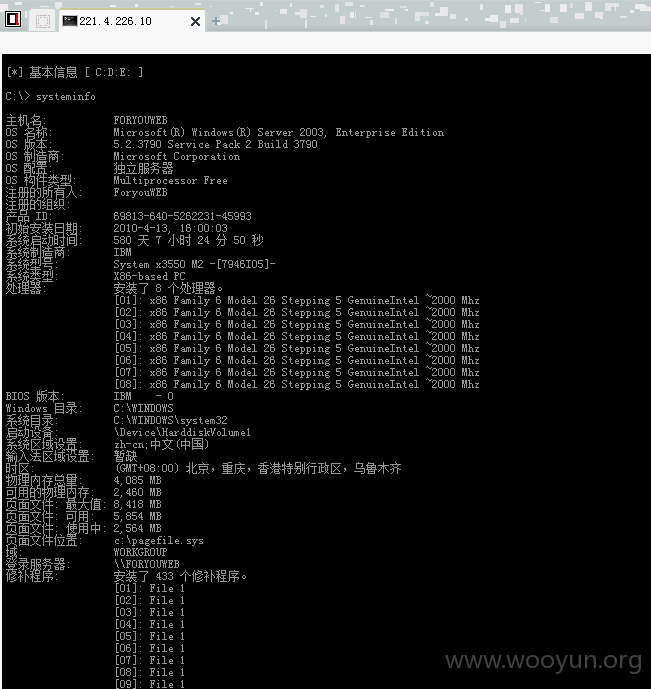 221.4.226.10
[*] 基本信息 [ C:D:E: ]
C:\> systeminfo
主机名: FORYOUWEB
OS 名称: Microsoft(R) Windows(R) Server 2003, Enterprise Edition
OS 版本: 5.2.3790 Service Pack 2 Build 3790
OS 制造商: Microsoft Corporation
OS 配置: 独立服务器
OS 构件类型: Multiprocessor Free
注册的所有人: ForyouWEB
注册的组织:
产品 ID: 69813-640-5262231-45993
初始安装日期: 2010-4-13, 16:00:03
系统启动时间: 580 天 7 小时 24 分 50 秒
系统制造商: IBM
系统型号: System x3550 M2 -[7946I05]-
系统类型: X86-based PC
处理器: 安装了 8 个处理器。
[01]: x86 Family 6 Model 26 Stepping 5 GenuineIntel ~2000 Mhz
[02]: x86 Family 6 Model 26 Stepping 5 GenuineIntel ~2000 Mhz
[03]: x86 Family 6 Model 26 Stepping 5 GenuineIntel ~2000 Mhz
[04]: x86 Family 6 Model 26 Stepping 5 GenuineIntel ~2000 Mhz
[05]: x86 Family 6 Model 26 Stepping 5 GenuineIntel ~2000 Mhz
[06]: x86 Family 6 Model 26 Stepping 5 GenuineIntel ~2000 Mhz
[07]: x86 Family 6 Model 26 Stepping 5 GenuineIntel ~2000 Mhz
[08]: x86 Family 6 Model 26 Stepping 5 GenuineIntel ~2000 Mhz
BIOS 版本: IBM - 0
Windows 目录: C:\WINDOWS
系统目录: C:\WINDOWS\system32
启动设备: \Device\HarddiskVolume1
系统区域设置: zh-cn;中文(中国)
输入法区域设置: 暂缺
时区: (GMT+08:00) 北京，重庆，香港特别行政区，乌鲁木齐
物理内存总量: 4,085 MB
可用的物理内存: 2,460 MB
页面文件: 最大值: 8,418 MB
页面文件: 可用: 5,854 MB
页面文件: 使用中: 2,564 MB
页面文件位置: c:\pagefile.sys
域: WORKGROUP
登录服务器: \\FORYOUWEB
修补程序: 安装了 433 个修补程序。
[01]: File 1
[02]: File 1
[03]: File 1
[04]: File 1
[05]: File 1
[06]: File 1
[07]: File 1
[08]: File 1
[09]: File 1
www.wooyun.org